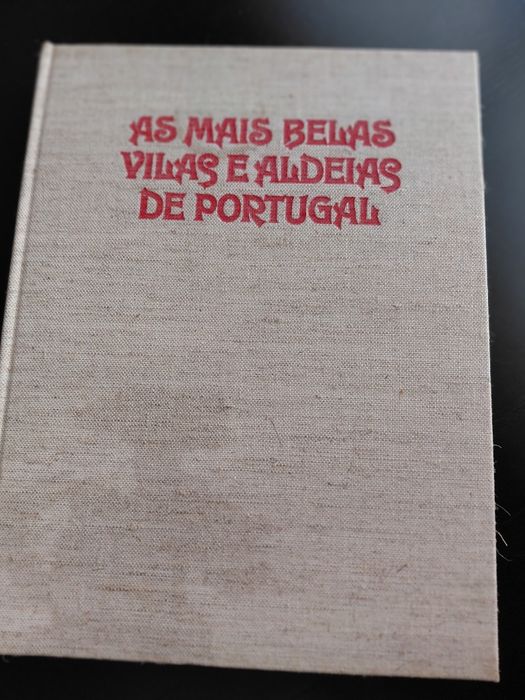 AS MAIS BELAS
VILAS E ALDEIAS
DE PORTUGAL